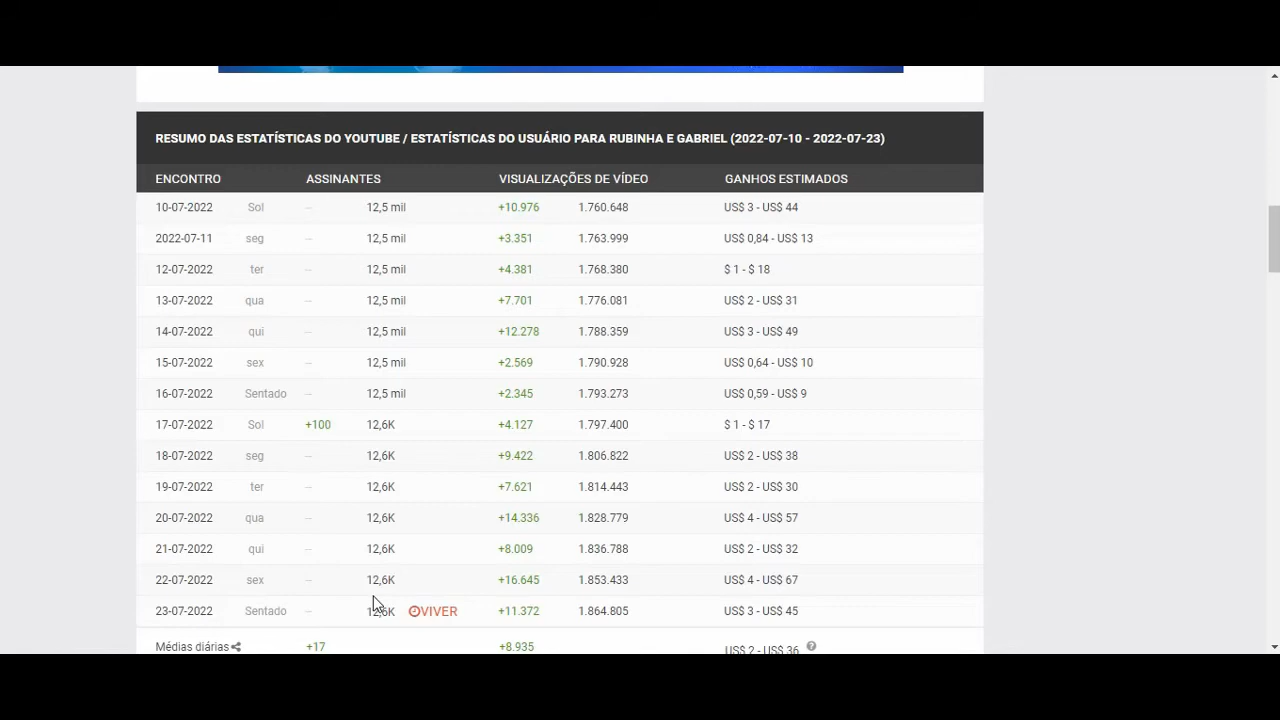 RESUMO DAS ESTATÍSTICAS DO YOUTUBE / ESTATÍSTICAS DO USUÁRIO PARA RUBINHA E GABRIEL (2022-07-10 - 2022-07-23)
ENCONTRO ASSINANTES VISUALIZAÇÕES DE VÍDEO GANHOS ESTIMADOS
10-07-2022 Sol -- 12,5 mil +10.976 1.760.648 US$ 3 - US$ 44
2022-07-11 seg -- 12,5 mil +3.351 1.763.999 US$ 0,84 - US$ 13
12-07-2022 ter -- 12,5 mil +4.381 1.768.380 $ 1 - $ 18
13-07-2022 qua -- 12,5 mil +7.701 1.776.081 US$ 2 - US$ 31
14-07-2022 qui -- 12,5 mil +12.278 1.788.359 US$ 3 - US$ 49
15-07-2022 sex -- 12,5 mil +2.569 1.790.928 US$ 0,64 - US$ 10
16-07-2022 Sentado -- 12,5 mil +2.345 1.793.273 US$ 0,59 - US$ 9
17-07-2022 Sol +100 12,6K +4.127 1.797.400 $ 1 - $ 17
18-07-2022 seg -- 12,6K +9.422 1.806.822 US$ 2 - US$ 38
19-07-2022 ter -- 12,6K +7.621 1.814.443 US$ 2 - US$ 30
20-07-2022 qua -- 12,6K +14.336 1.828.779 US$ 4 - US$ 57
21-07-2022 qui -- 12,6K +8.009 1.836.788 US$ 2 - US$ 32
22-07-2022 sex -- 12,6K +16.645 1.853.433 US$ 4 - US$ 67
23-07-2022 Sentado -- 12,6K VIVER +11.372 1.864.805 US$ 3 - US$ 45
Médias diárias +17 +8.935 US$ 2 - US$ 36